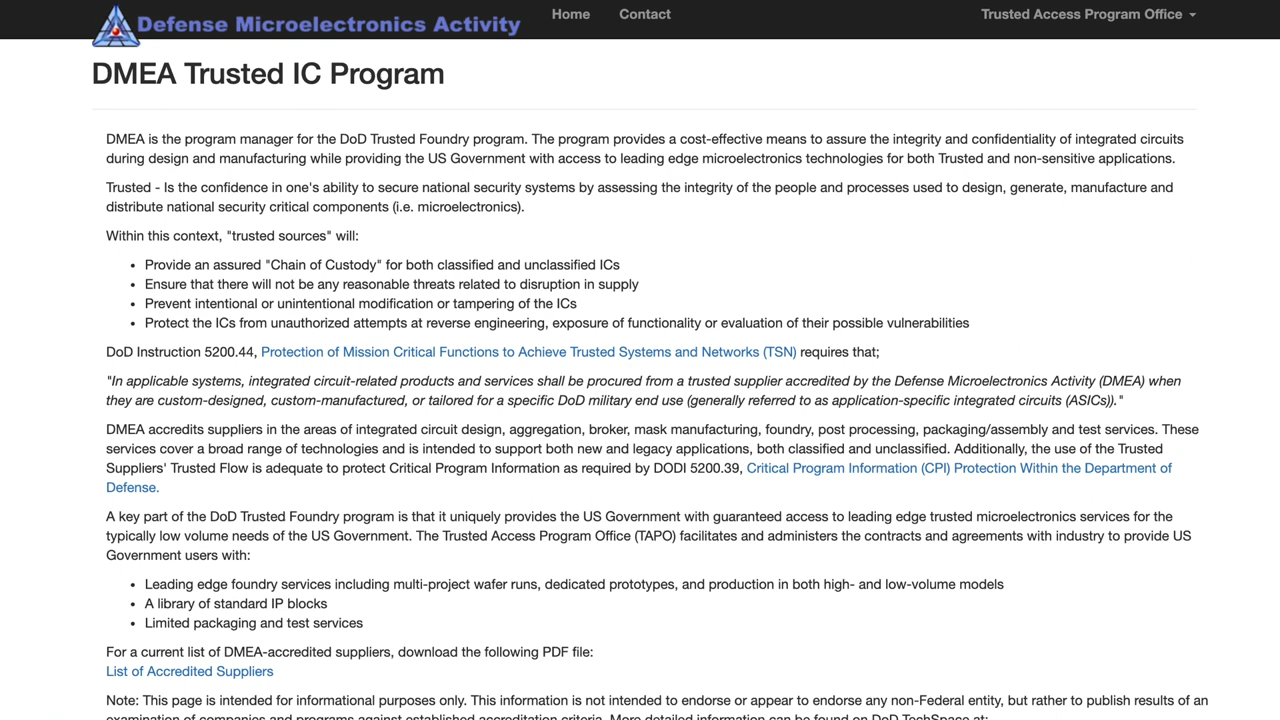 Defense Microelectronics Activity Home Contact Trusted Access Program Office
DMEA Trusted IC Program
DMEA is the program manager for the DoD Trusted Foundry program. The program provides a cost-effective means to assure the integrity and confidentiality of integrated circuits
during design and manufacturing while providing the US Government with access to leading edge microelectronics technologies for both Trusted and non-sensitive applications.
Trusted - Is the confidence in one's ability to secure national security systems by assessing the integrity of the people and processes used to design, generate, manufacture and
distribute national security critical components (i.e. microelectronics).
Within this context, "trusted sources" will:
• Provide an assured "Chain of Custody" for both classified and unclassified ICs
• Ensure that there will not be any reasonable threats related to disruption in supply
• Prevent intentional or unintentional modification or tampering of the ICs
• Protect the ICs from unauthorized attempts at reverse engineering, exposure of functionality or evaluation of their possible vulnerabilities
DoD Instruction 5200.44, Protection of Mission Critical Functions to Achieve Trusted Systems and Networks (TSN) requires that;
"In applicable systems, integrated circuit-related products and services shall be procured from a trusted supplier accredited by the Defense Microelectronics Activity (DMEA) when
they are custom-designed, custom-manufactured, or tailored for a specific DoD military end use (generally referred to as application-specific integrated circuits (ASICs))."
DMEA accredits suppliers in the areas of integrated circuit design, aggregation, broker, mask manufacturing, foundry, post processing, packaging/assembly and test services. These
services cover a broad range of technologies and is intended to support both new and legacy applications, both classified and unclassified. Additionally, the use of the Trusted
Suppliers' Trusted Flow is adequate to protect Critical Program Information as required by DODI 5200.39, Critical Program Information (CPI) Protection Within the Department of
Defense.
A key part of the DoD Trusted Foundry program is that it uniquely provides the US Government with guaranteed access to leading edge trusted microelectronics services for the
typically low volume needs of the US Government. The Trusted Access Program Office (TAPO) facilitates and administers the contracts and agreements with industry to provide US
Government users with:
• Leading edge foundry services including multi-project wafer runs, dedicated prototypes, and production in both high- and low-volume models
• A library of standard IP blocks
• Limited packaging and test services
For a current list of DMEA-accredited suppliers, download the following PDF file:
List of Accredited Suppliers
Note: This page is intended for informational purposes only. This information is not intended to endorse or appear to endorse any non-Federal entity, but rather to publish results of an
examination of companies and programs against established accreditation criteria. More detailed information can be found on DoD TechSpace at: